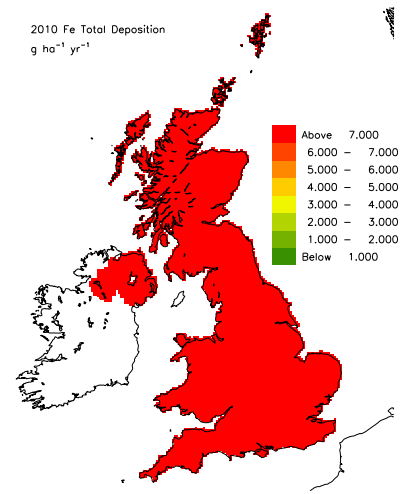 2010 Fe Total Deposition
g ha⁻¹ yr⁻¹
Above 7.000
6.000 – 7.000
5.000 – 6.000
4.000 – 5.000
3.000 – 4.000
2.000 – 3.000
1.000 – 2.000
Below 1.000